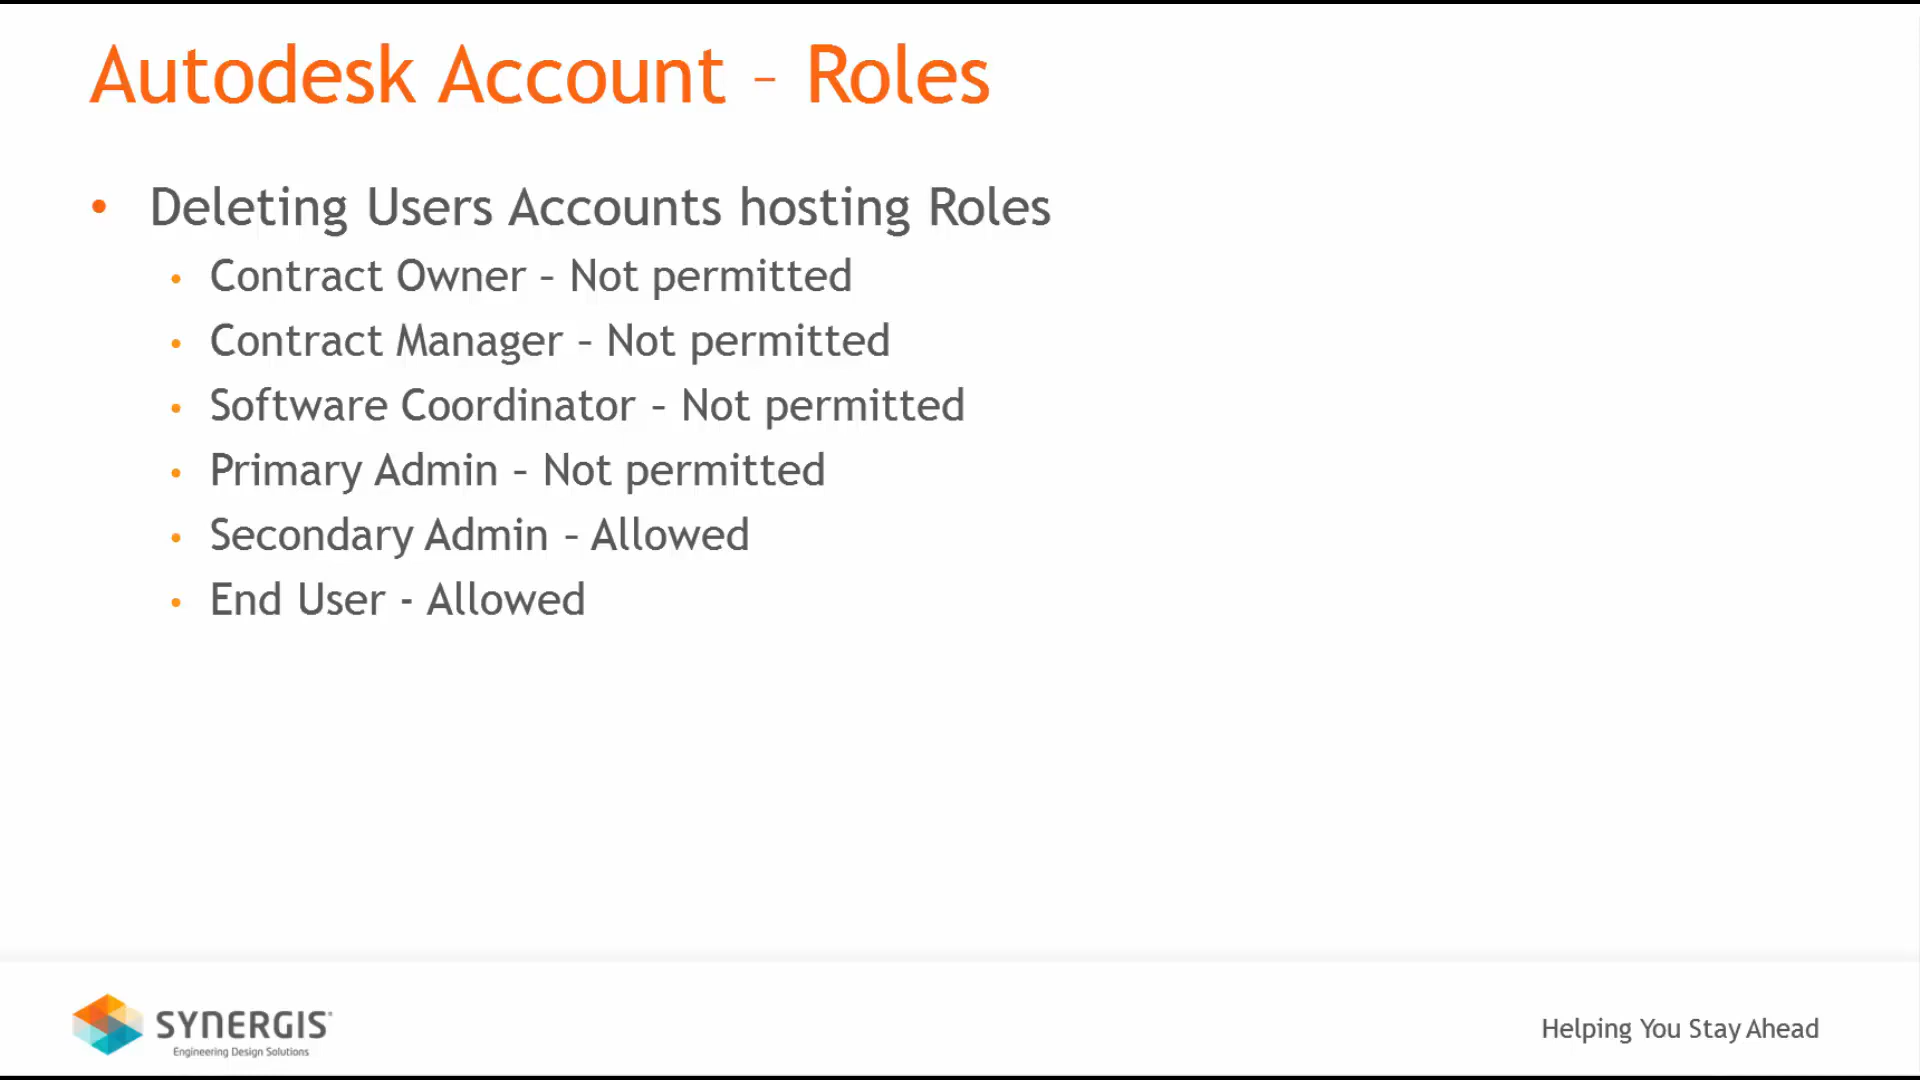 Autodesk Account – Roles
• Deleting Users Accounts hosting Roles
• Contract Owner – Not permitted
• Contract Manager – Not permitted
• Software Coordinator – Not permitted
• Primary Admin – Not permitted
• Secondary Admin – Allowed
• End User - Allowed
SYNERGIS
Engineering Design Solutions
Helping You Stay Ahead